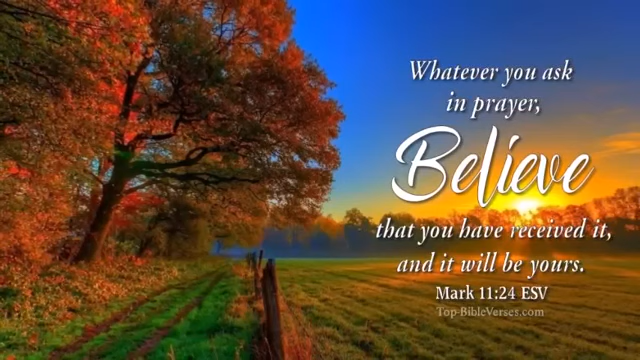 Whatever you ask
in prayer,
Believe
that you have received it,
and it will be yours.
Mark 11:24 ESV
Top-BibleVerses.com